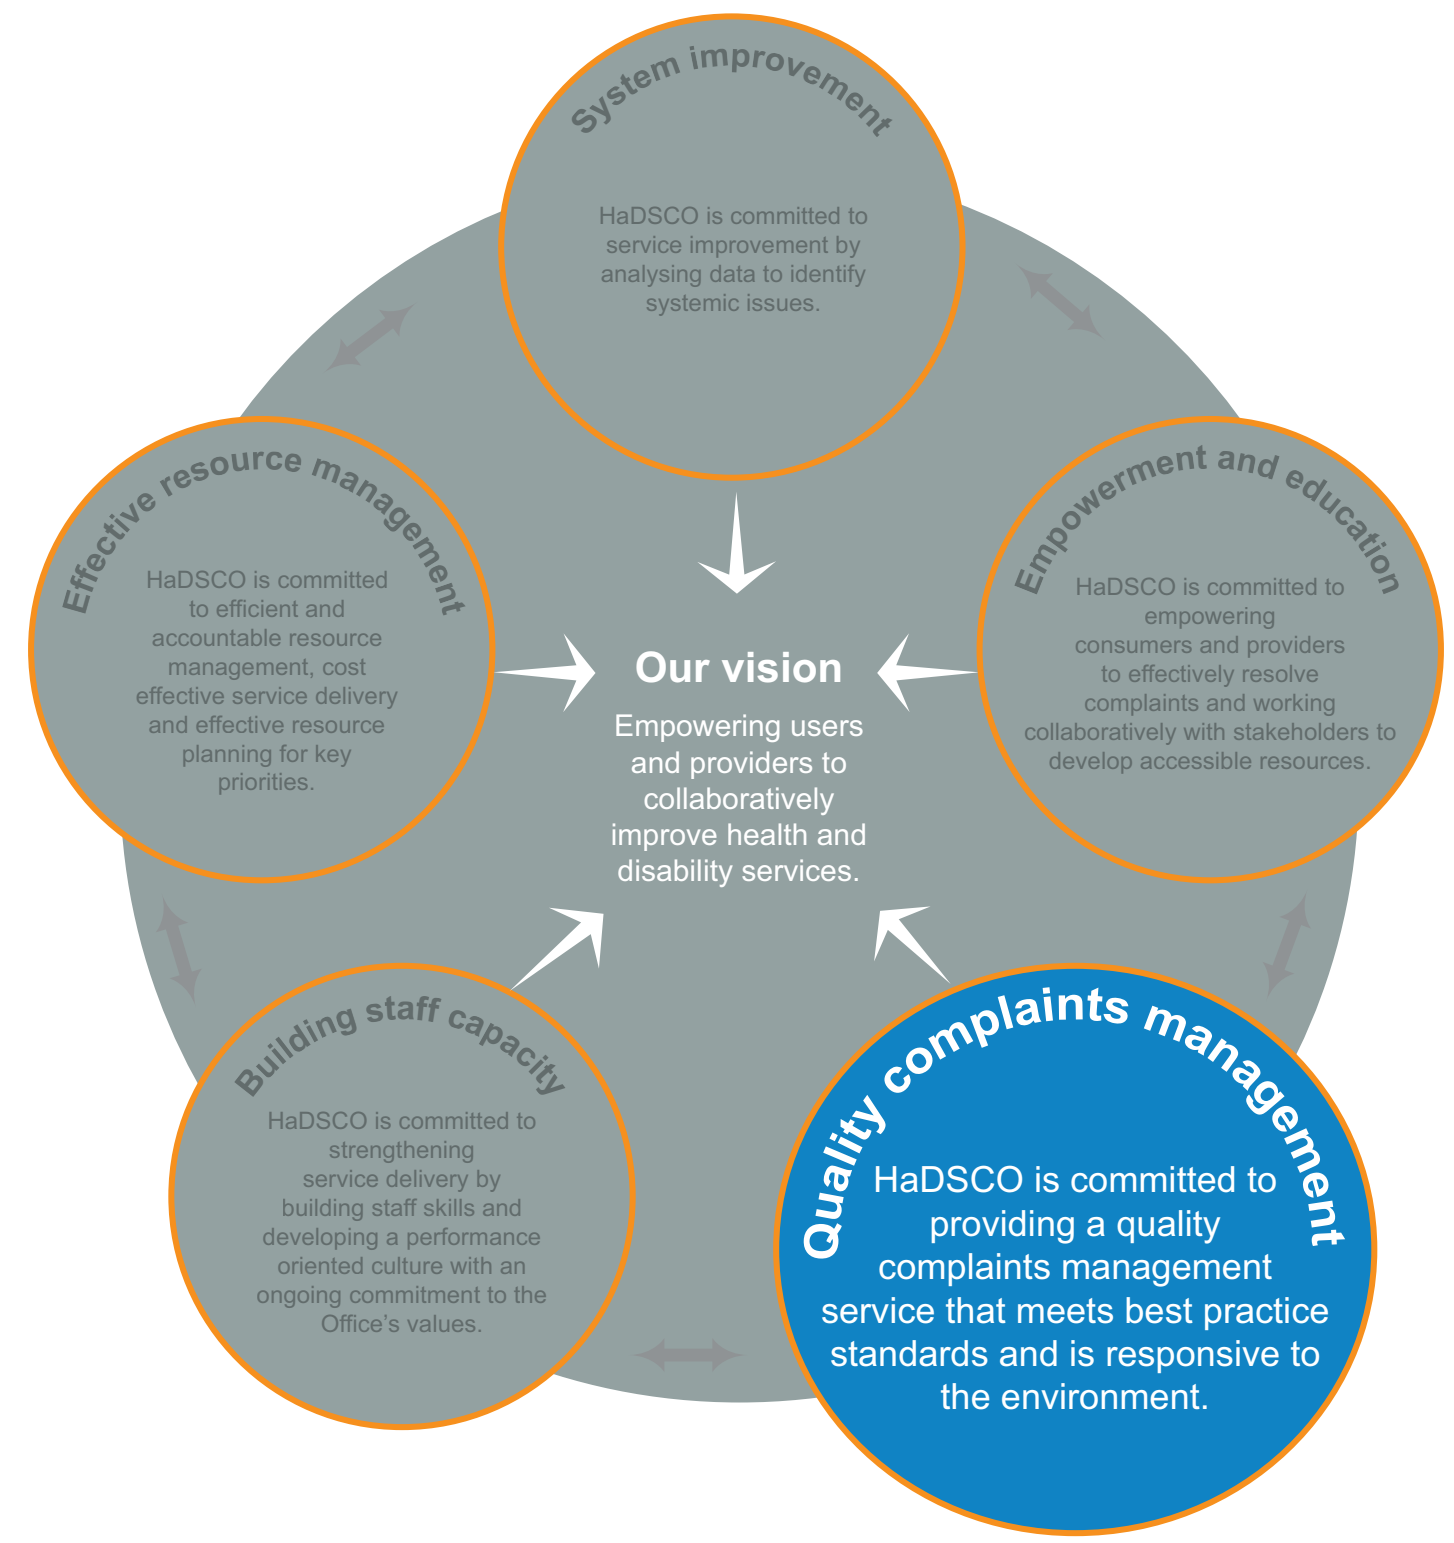 System improvement
HaDSCO is committed to
service improvement by
analysing data to identify
systemic issues.
Effective resource management
HaDSCO is committed
to efficient and
accountable resource
management, cost
effective service delivery
and effective resource
planning for key
priorities.
Our vision
Empowering users
and providers to
collaboratively
improve health and
disability services.
Empowerment and education
HaDSCO is committed to
empowering
consumers and providers
to effectively resolve
complaints and working
collaboratively with stakeholders to
develop accessible resources.
Building staff capacity
HaDSCO is committed to
strengthening
service delivery by
building staff skills and
developing a performance
oriented culture with an
ongoing commitment to the
Office's values.
Quality complaints management
HaDSCO is committed to
providing a quality
complaints management
service that meets best practice
standards and is responsive to
the environment.